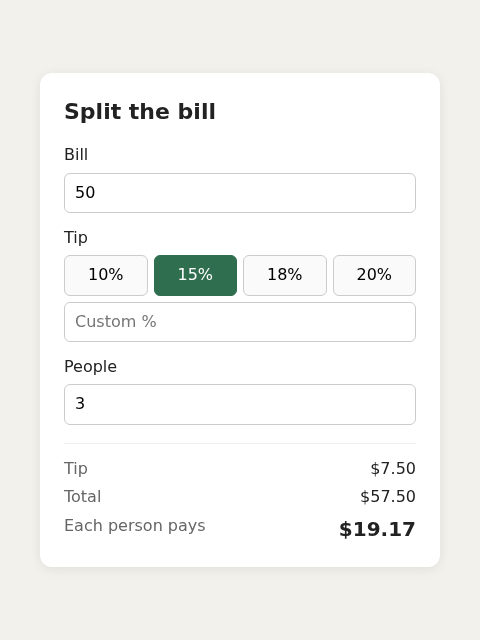 Split the bill
Bill
50
Tip
10% 15% 18% 20%
Custom %
People
3
Tip $7.50
Total $57.50
Each person pays $19.17